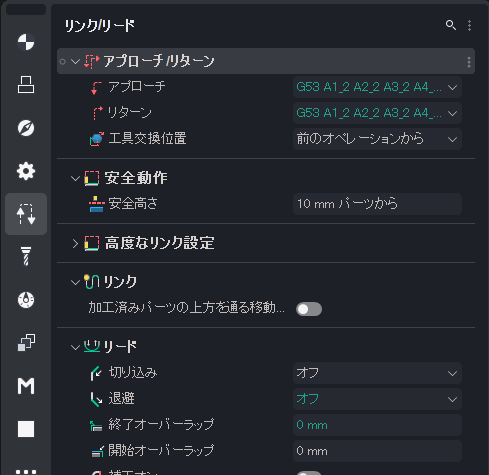 リンク/リード
アプローチ/リターン
アプローチ G53 A1_2 A2_2 A3_2 A4_...
リターン G53 A1_2 A2_2 A3_2 A4_...
工具交換位置 前のオペレーションから
安全動作
安全高さ 10 mm パーツから
高度なリンク設定
リンク
加工済みパーツの上方を通る移動...
リード
切り込み オフ
退避 オフ
終了オーバーラップ 0 mm
開始オーバーラップ 0 mm
補正オン
M